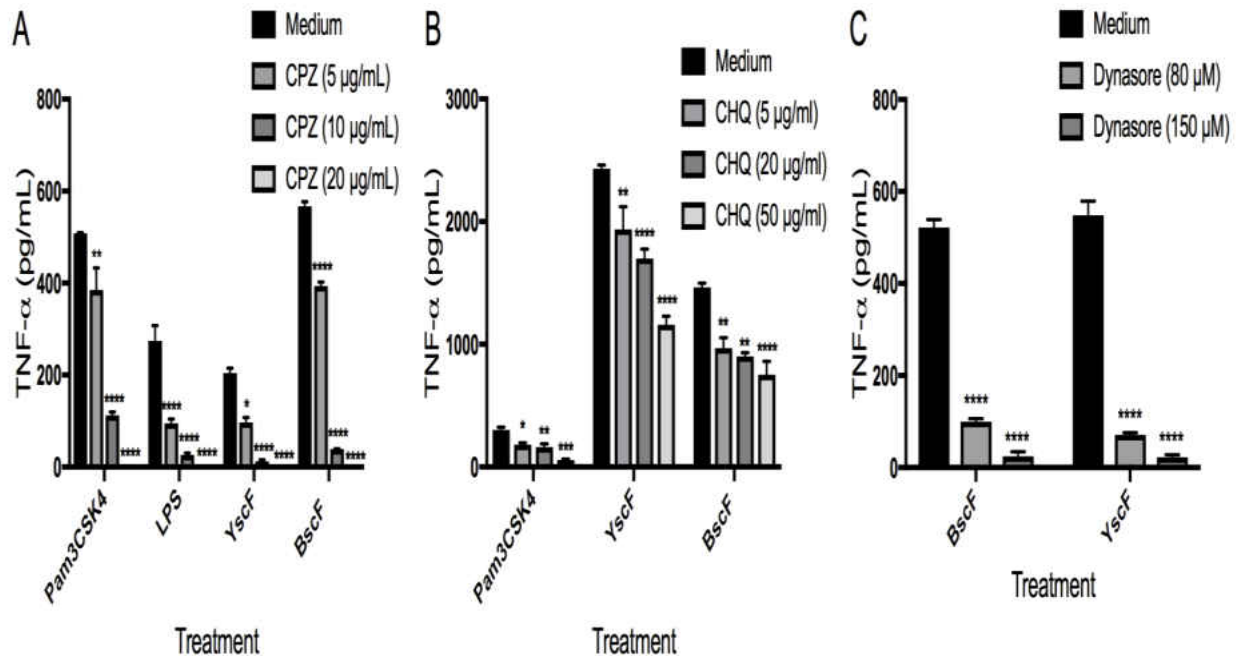 A
Medium
CPZ (5 µg/mL)
CPZ (10 µg/mL)
CPZ (20 µg/mL)
800
600
400
200
0
TNF-α (pg/mL)
**
****
****
****
****
****
*
****
****
****
****
****
Pam3CSK4
LPS
YscF
BscF
Treatment
B
Medium
CHQ (5 µg/ml)
CHQ (20 µg/ml)
CHQ (50 µg/ml)
3000
2000
1000
0
TNF-α (pg/mL)
*
**
***
**
****
****
**
**
****
Pam3CSK4
YscF
BscF
Treatment
C
Medium
Dynasore (80 µM)
Dynasore (150 µM)
800
600
400
200
0
TNF-α (pg/mL)
****
****
****
****
BscF
YscF
Treatment